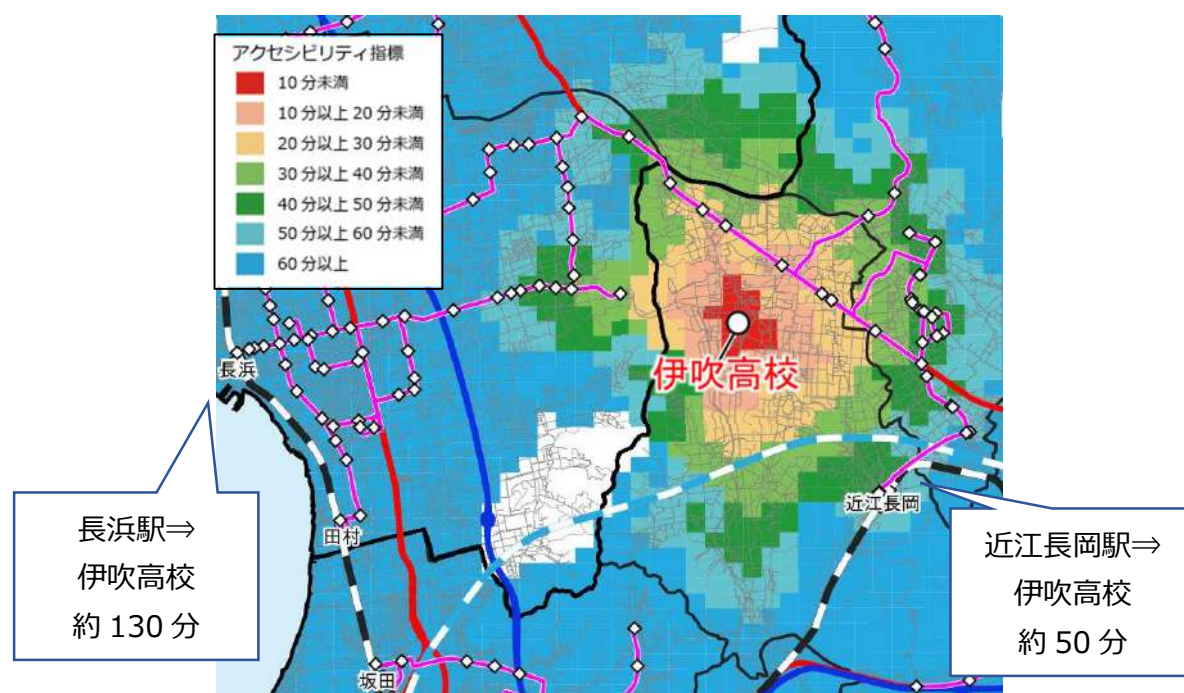 アクセシビリティ指標
10分未満
10分以上20分未満
20分以上30分未満
30分以上40分未満
40分以上50分未満
50分以上60分未満
60分以上
伊吹高校
長浜
近江長岡
田村
坂田
長浜駅⇒
伊吹高校
約130分
近江長岡駅⇒
伊吹高校
約50分